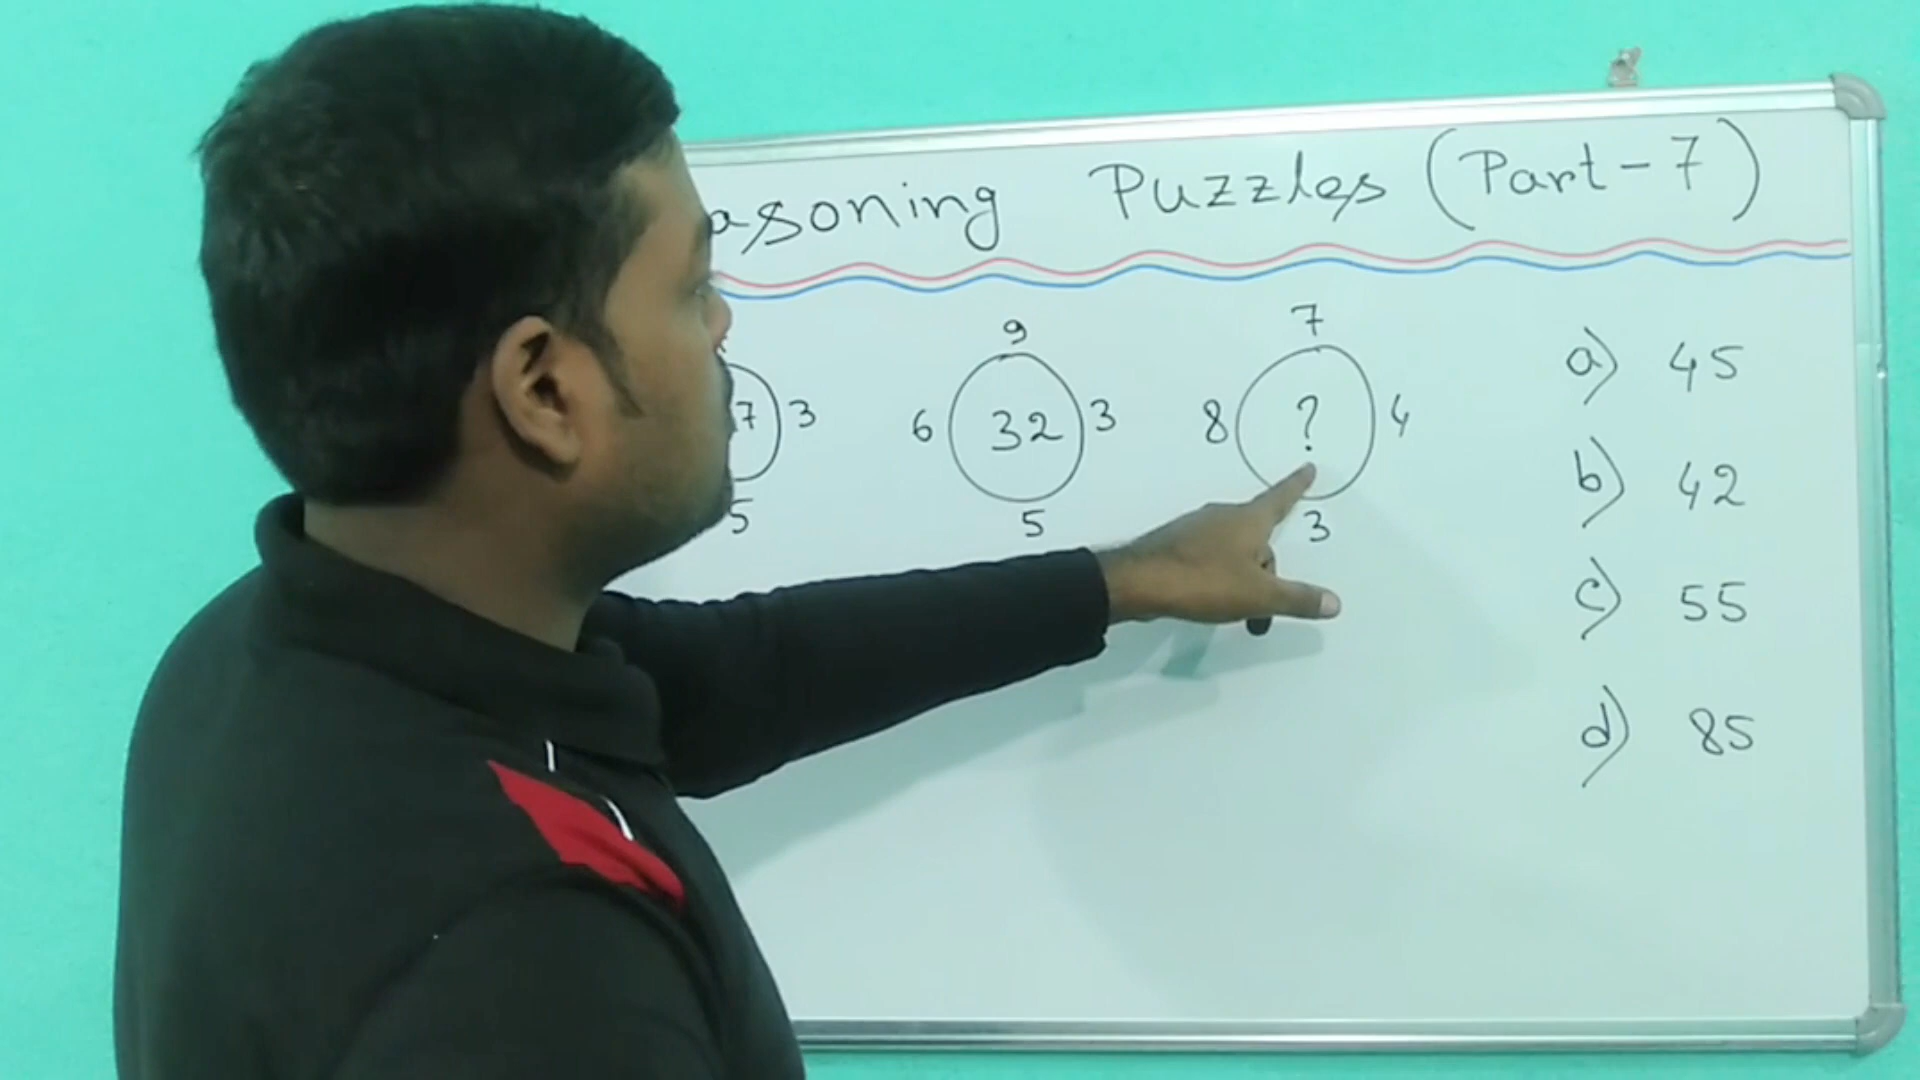 asoning Puzzles (Part-7)
9 7
7 3 6 32 3 8 ? 4
5 5 3
a) 45
b) 42
c) 55
d) 85